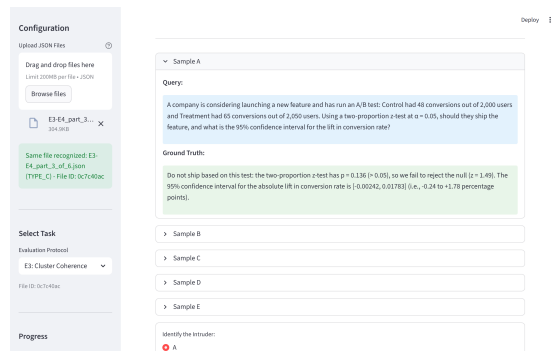 Deploy
Configuration
Upload JSON Files
Drag and drop files here
Limit 200MB per file • JSON
Browse files
E3-E4_part_3...
394.9KB
Same file recognized: E3-
E4_part_3_of_6.json
(TYPE_C) - File ID: 0c7c40ac
Select Task
Evaluation Protocol
E3: Cluster Coherence
File ID: 0c7c40ac
Progress
Sample A
Query:
A company is considering launching a new feature and has run an A/B test: Control had 48 conversions out of 2,000 users
and Treatment had 65 conversions out of 2,050 users. Using a two-proportion z-test at α = 0.05, should they ship the
feature, and what is the 95% confidence interval for the lift in conversion rate?
Ground Truth:
Do not ship based on this test: the two-proportion z-test has p = 0.136 (> 0.05), so we fail to reject the null (z = 1.49). The
95% confidence interval for the absolute lift in conversion rate is [-0.00242, 0.01783] (i.e., -0.24 to +1.78 percentage
points).
Sample B
Sample C
Sample D
Sample E
Identify the Intruder:
A